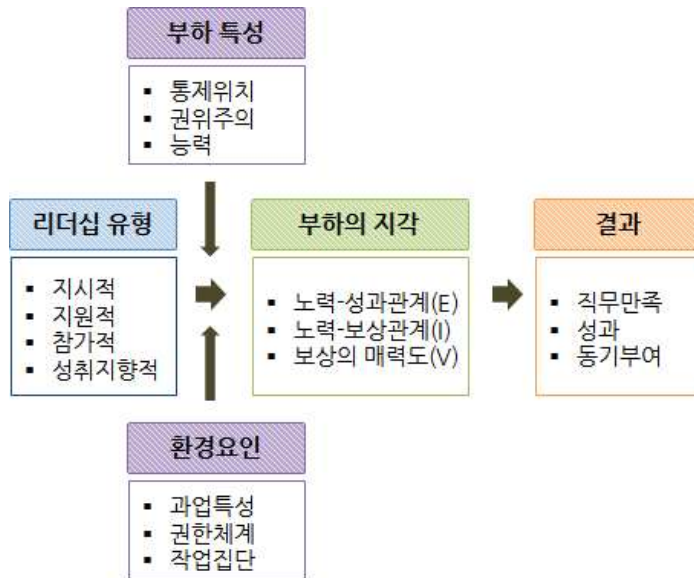 부하 특성
▪ 통제위치
▪ 권위주의
▪ 능력
리더십 유형
▪ 지시적
▪ 지원적
▪ 참가적
▪ 성취지향적
부하의 지각
▪ 노력-성과관계(E)
▪ 노력-보상관계(I)
▪ 보상의 매력도(V)
결과
▪ 직무만족
▪ 성과
▪ 동기부여
환경요인
▪ 과업특성
▪ 권한체계
▪ 작업집단